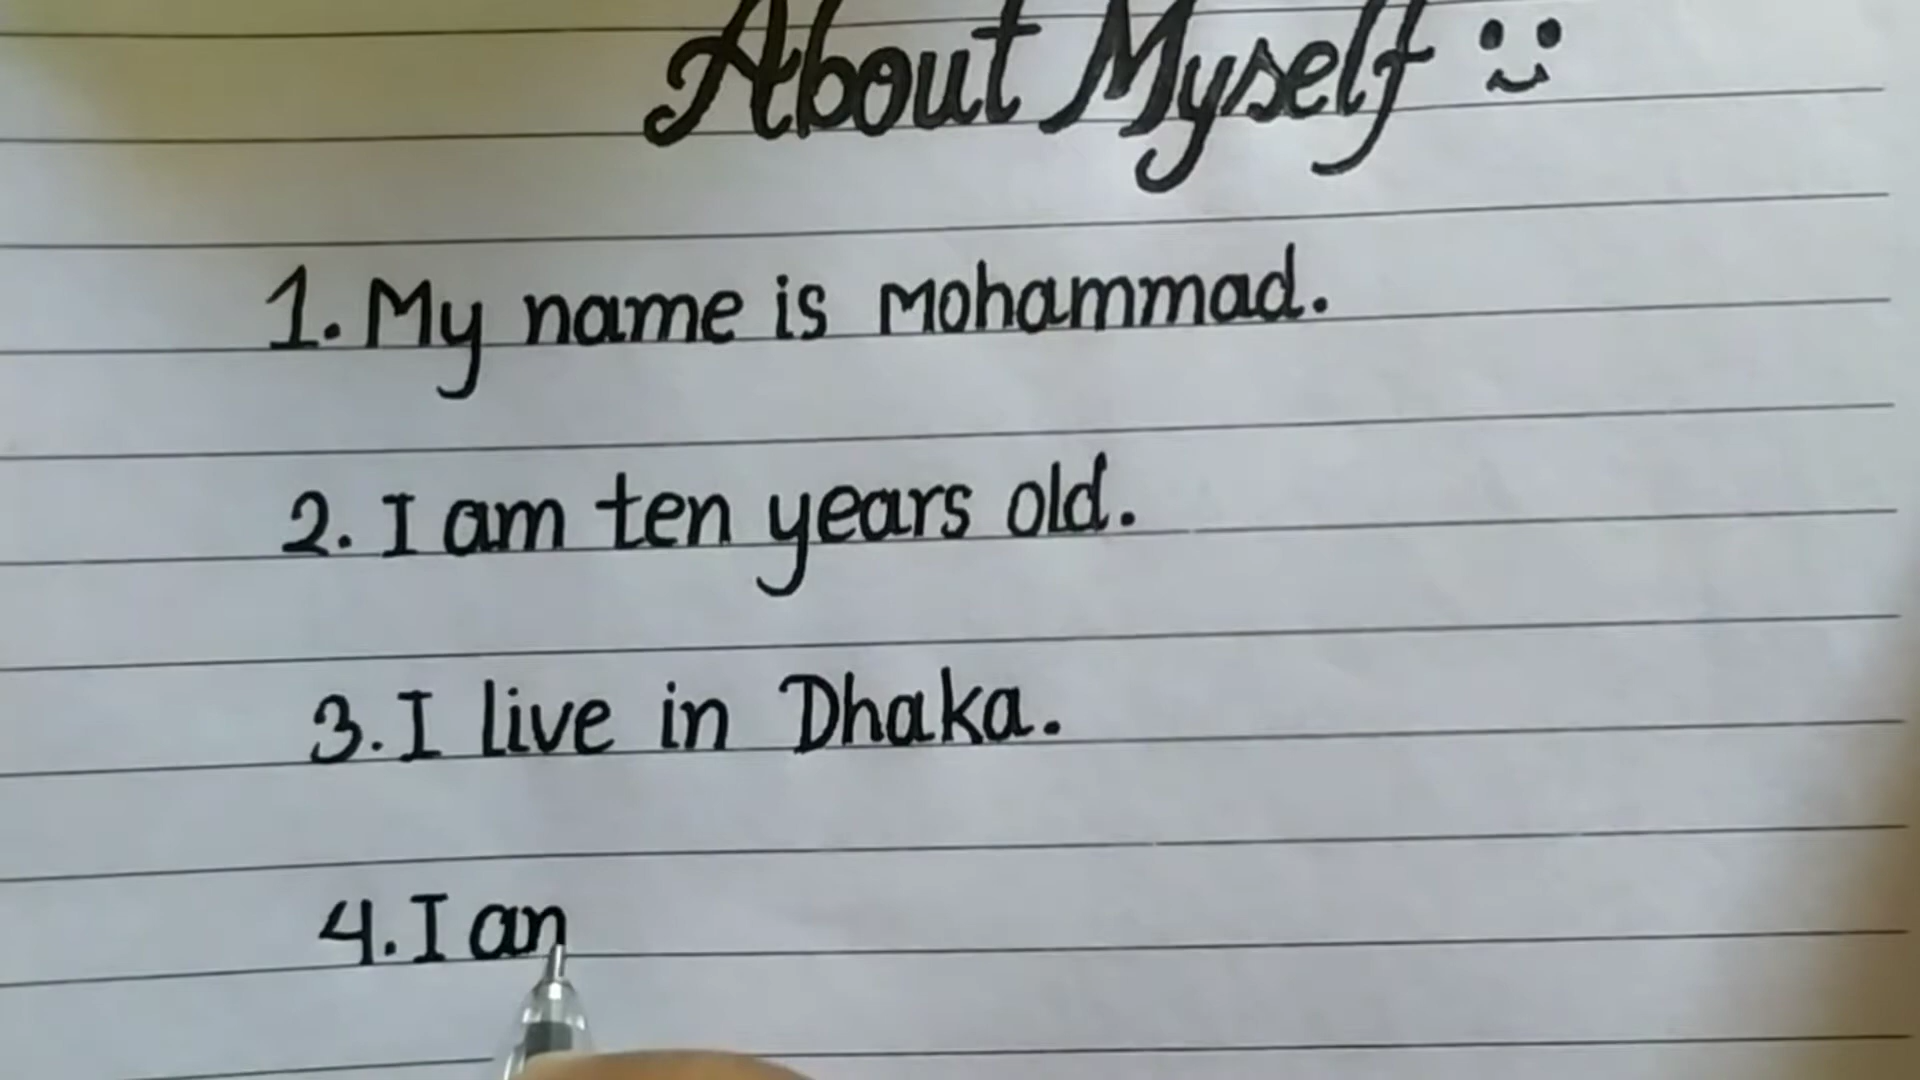 About Myself
1. My name is Mohammad.
2. I am ten years old.
3. I live in Dhaka.
4. I an